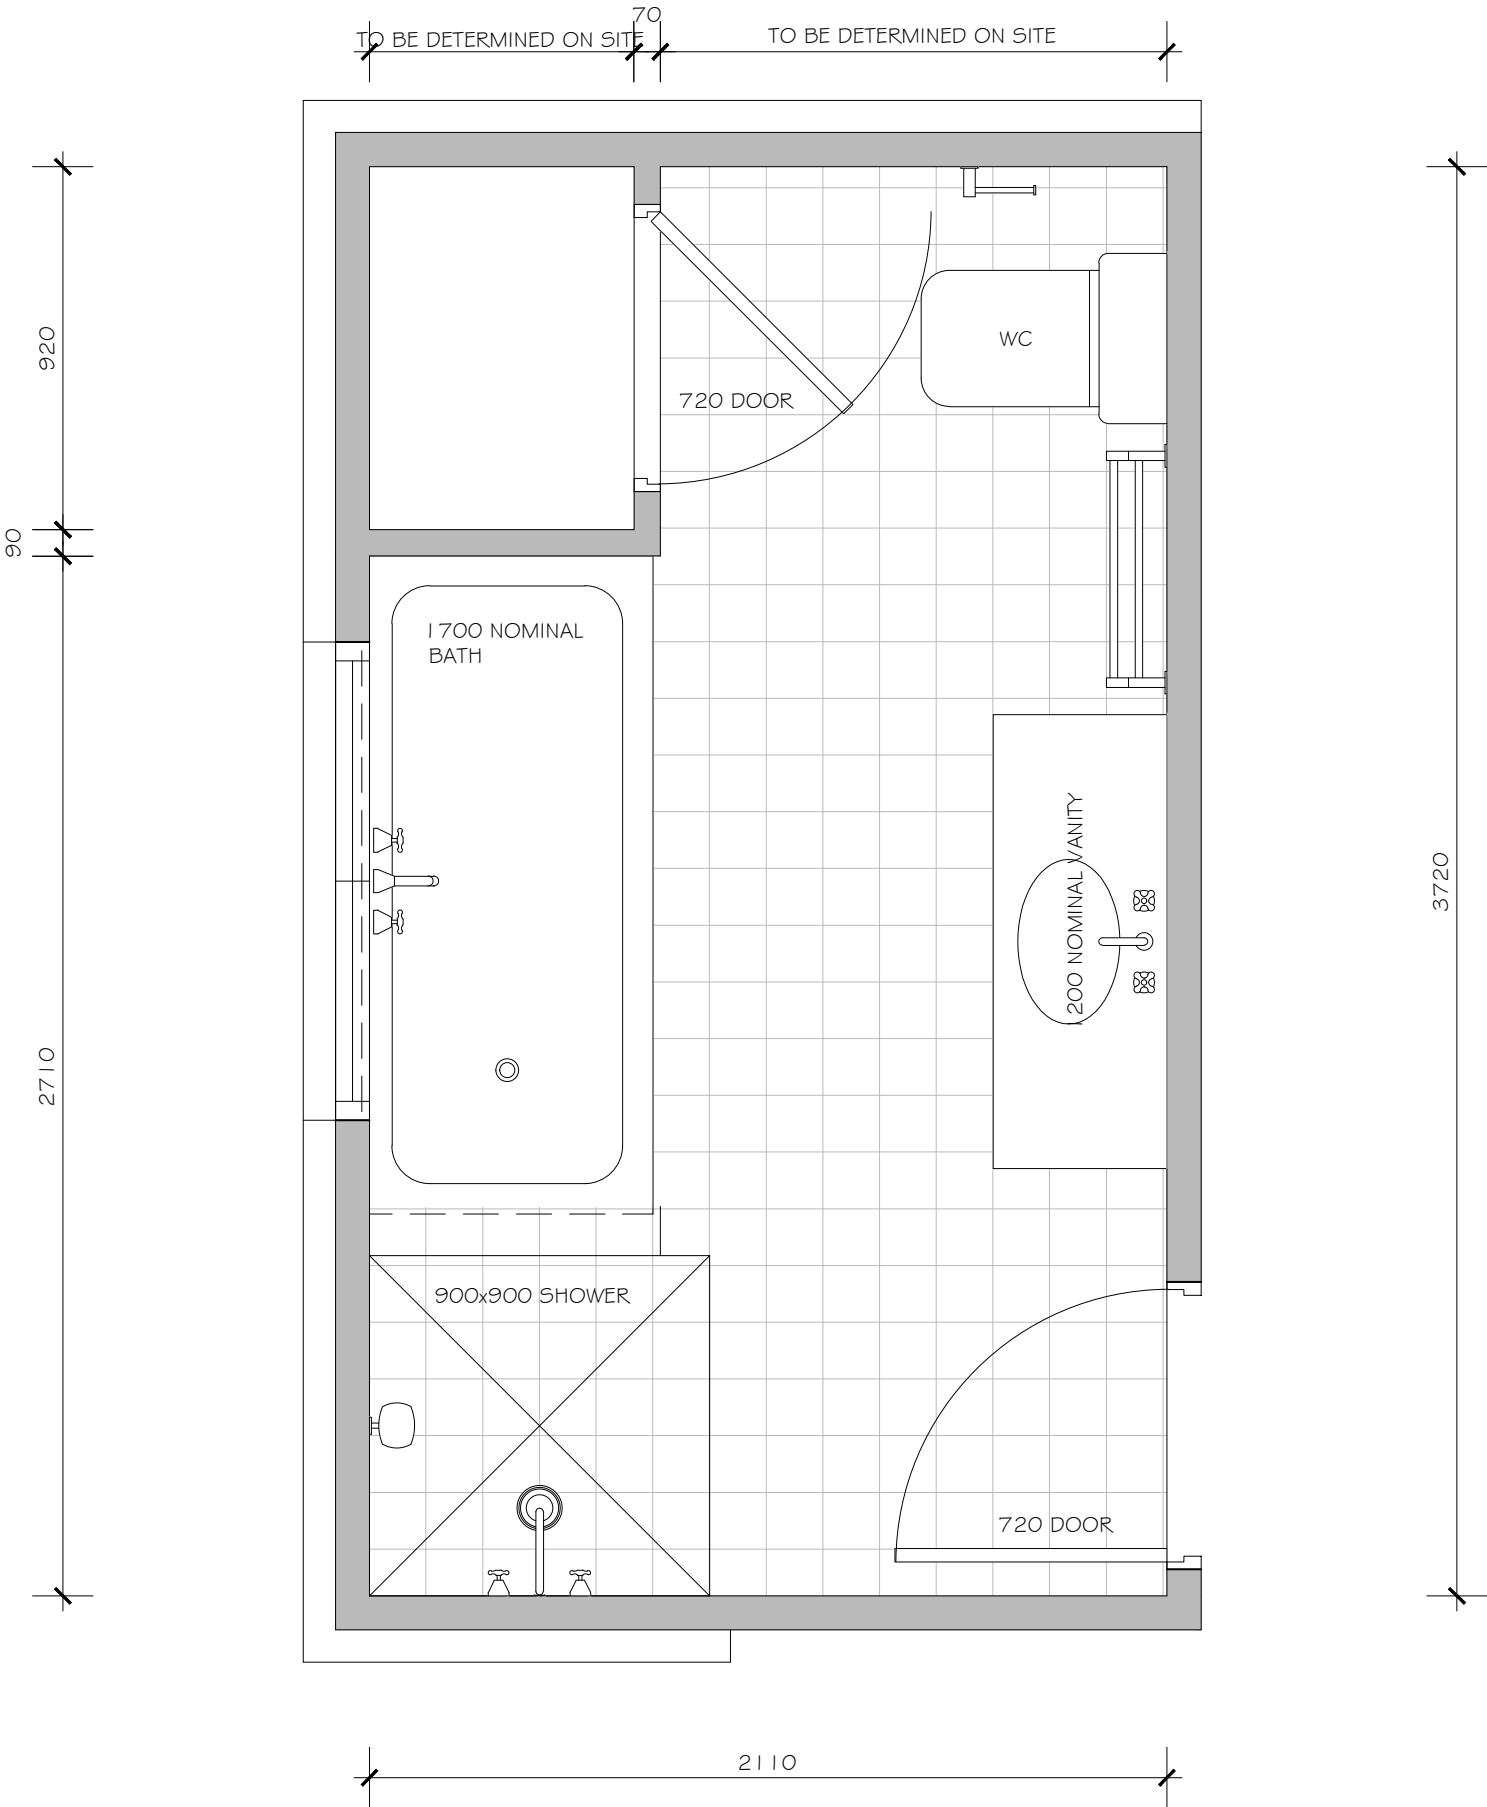 70
TO BE DETERMINED ON SITE
TO BE DETERMINED ON SITE
920
WC
720 DOOR
90
1700 NOMINAL
BATH
1200 NOMINAL VANITY
3720
2710
900x900 SHOWER
720 DOOR
2110